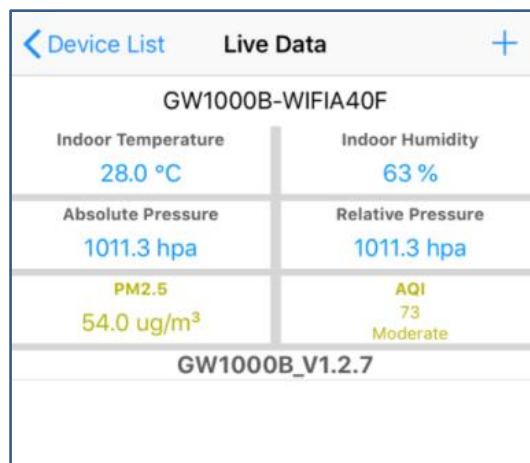 Device List Live Data +
GW1000B-WIFIA40F
Indoor Temperature Indoor Humidity
28.0 °C 63 %
Absolute Pressure Relative Pressure
1011.3 hpa 1011.3 hpa
PM2.5 AQI
54.0 ug/m³ 73
Moderate
GW1000B_V1.2.7